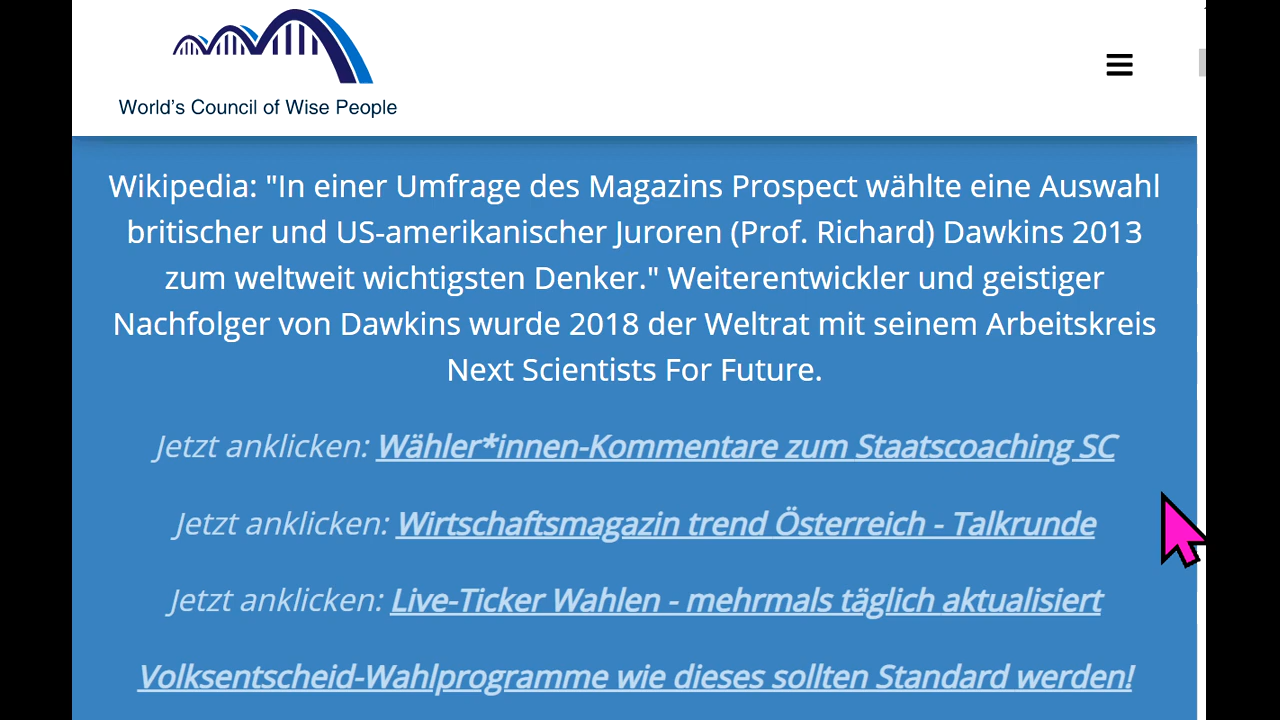 World's Council of Wise People
Wikipedia: "In einer Umfrage des Magazins Prospect wählte eine Auswahl
britischer und US-amerikanischer Juroren (Prof. Richard) Dawkins 2013
zum weltweit wichtigsten Denker." Weiterentwickler und geistiger
Nachfolger von Dawkins wurde 2018 der Weltrat mit seinem Arbeitskreis
Next Scientists For Future.
Jetzt anklicken: Wähler*innen-Kommentare zum Staatscoaching SC
Jetzt anklicken: Wirtschaftsmagazin trend Österreich - Talkrunde
Jetzt anklicken: Live-Ticker Wahlen - mehrmals täglich aktualisiert
Volksentscheid-Wahlprogramme wie dieses sollten Standard werden!